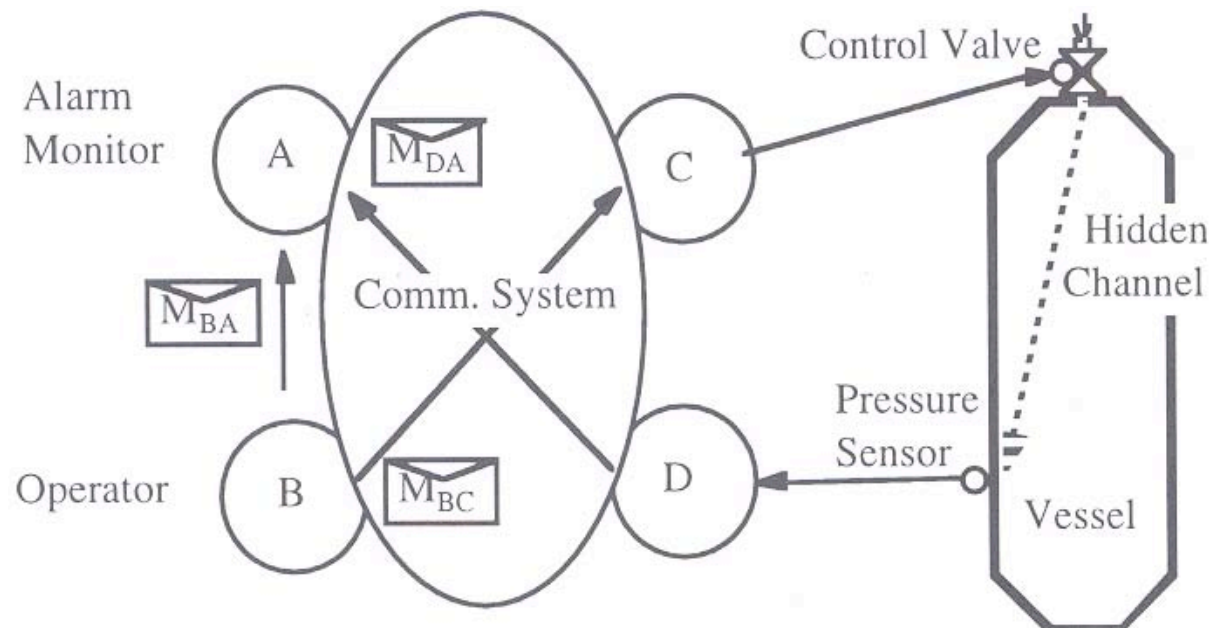 Control Valve
Alarm
Monitor
A
M_DA
C
Hidden
Channel
Comm. System
M_BA
Pressure
Sensor
Operator
B
M_BC
D
Vessel